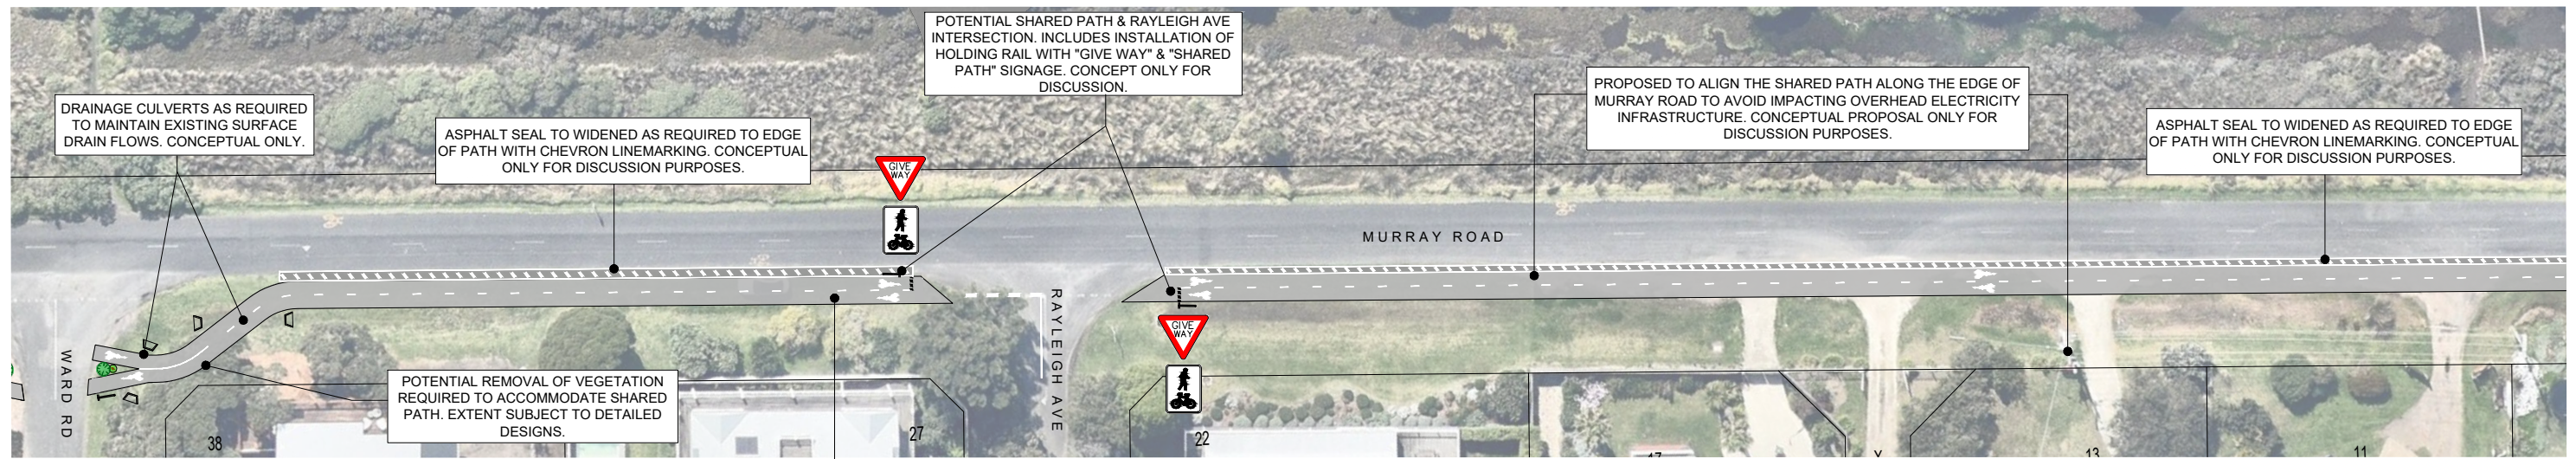 POTENTIAL SHARED PATH & RAYLEIGH AVE
INTERSECTION. INCLUDES INSTALLATION OF
HOLDING RAIL WITH "GIVE WAY" & "SHARED
PATH" SIGNAGE. CONCEPT ONLY FOR
DISCUSSION.
DRAINAGE CULVERTS AS REQUIRED
TO MAINTAIN EXISTING SURFACE
DRAIN FLOWS. CONCEPTUAL ONLY.
ASPHALT SEAL TO WIDENED AS REQUIRED TO EDGE
OF PATH WITH CHEVRON LINEMARKING. CONCEPTUAL
ONLY FOR DISCUSSION PURPOSES.
PROPOSED TO ALIGN THE SHARED PATH ALONG THE EDGE OF
MURRAY ROAD TO AVOID IMPACTING OVERHEAD ELECTRICITY
INFRASTRUCTURE. CONCEPTUAL PROPOSAL ONLY FOR
DISCUSSION PURPOSES.
ASPHALT SEAL TO WIDENED AS REQUIRED TO EDGE
OF PATH WITH CHEVRON LINEMARKING. CONCEPTUAL
ONLY FOR DISCUSSION PURPOSES.
GIVE
WAY
MURRAY ROAD
GIVE
WAY
WARD RD
RAYLEIGH AVE
POTENTIAL REMOVAL OF VEGETATION
REQUIRED TO ACCOMMODATE SHARED
PATH. EXTENT SUBJECT TO DETAILED
DESIGNS.
38
27
22
17
13
11